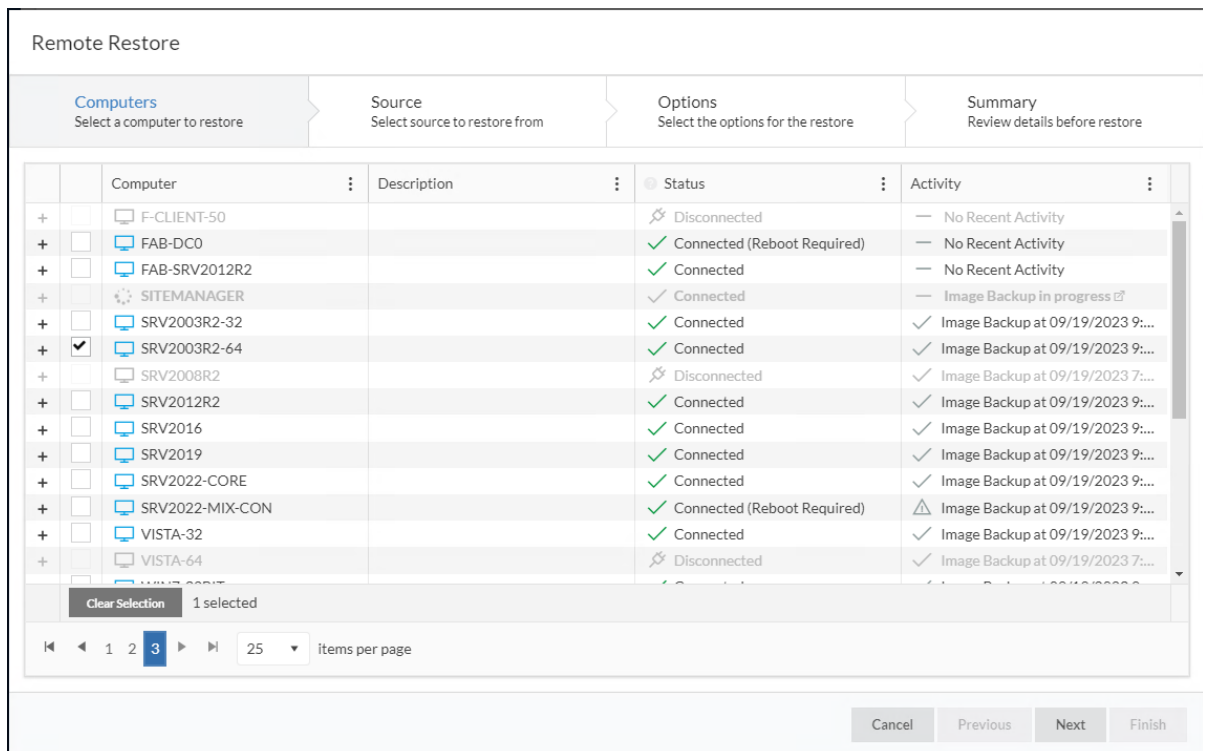 Remote Restore
Computers Source Options Summary
Select a computer to restore Select source to restore from Select the options for the restore Review details before restore
Computer Description Status Activity
F-CLIENT-50 Disconnected No Recent Activity
FAB-DC0 Connected (Reboot Required) No Recent Activity
FAB-SRV2012R2 Connected No Recent Activity
SITEMANAGER Connected Image Backup in progress
SRV2003R2-32 Connected Image Backup at 09/19/2023 9:...
SRV2003R2-64 Connected Image Backup at 09/19/2023 9:...
SRV2008R2 Disconnected Image Backup at 09/19/2023 7:...
SRV2012R2 Connected Image Backup at 09/19/2023 9:...
SRV2016 Connected Image Backup at 09/19/2023 9:...
SRV2019 Connected Image Backup at 09/19/2023 9:...
SRV2022-CORE Connected Image Backup at 09/19/2023 9:...
SRV2022-MIX-CON Connected (Reboot Required) Image Backup at 09/19/2023 9:...
VISTA-32 Connected Image Backup at 09/19/2023 9:...
VISTA-64 Disconnected Image Backup at 09/19/2023 7:...
Clear Selection 1 selected
1 2 3 25 items per page
Cancel Previous Next Finish